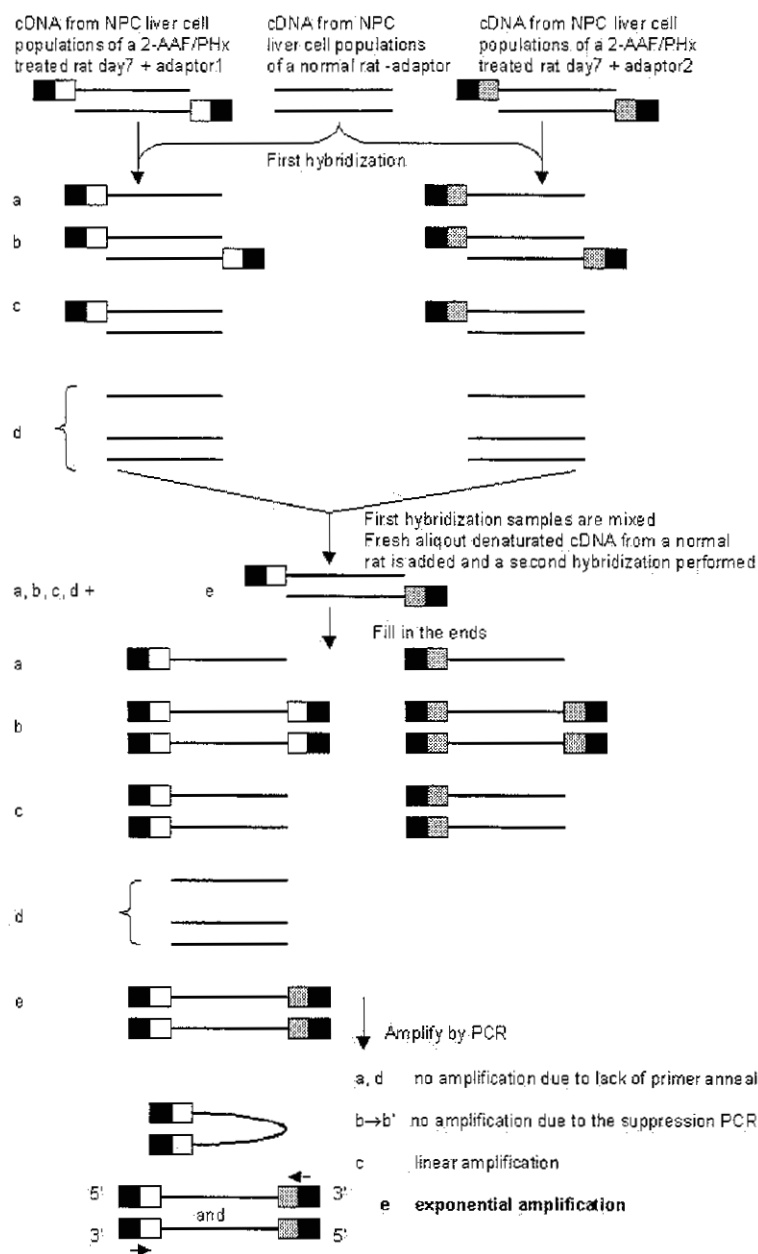 cDNA from NPC liver cell
populations of a 2-AAF/PHx
treated rat day7 + adaptor1
cDNA from NPC
liver cell populations
of a normal rat -adaptor
cDNA from NPC liver cell
populations of a 2-AAF/PHx
treated rat day7 + adaptor2
First hybridization
a
b
c
d
First hybridization samples are mixed
Fresh aliqout denaturated cDNA from a normal
rat is added and a second hybridization performed
a, b, c, d +
e
Fill in the ends
a
b
c
d
e
Amplify by PCR
a, d no amplification due to lack of primer anneal
b→b' no amplification due to the suppression PCR
c linear amplification
e exponential amplification
5' 3'
and
3' 5'